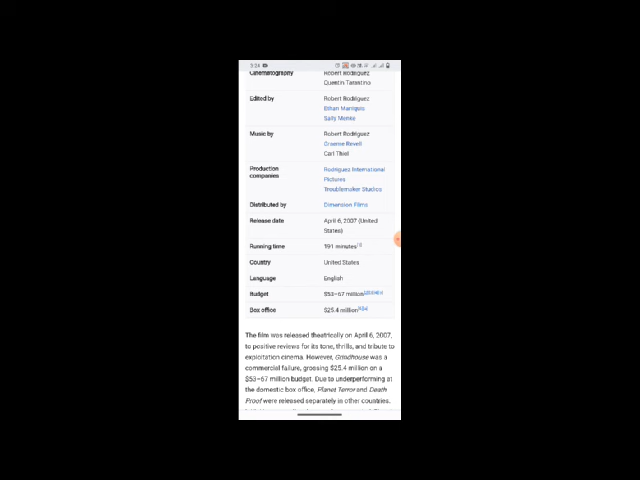 3:24
Cinematography Robert Rodriguez
Quentin Tarantino
Edited by Robert Rodriguez
Ethan Maniquis
Sally Menke
Music by Robert Rodriguez
Graeme Revell
Carl Thiel
Production companies Rodriguez International
Pictures
Troublemaker Studios
Distributed by Dimension Films
Release date April 6, 2007 (United
States)
Running time 191 minutes
Country United States
Language English
Budget $53–67 million
Box office $25.4 million
The film was released theatrically on April 6, 2007,
to positive reviews for its tone, thrills, and tribute to
exploitation cinema. However, Grindhouse was a
commercial failure, grossing $25.4 million on a
$53–67 million budget. Due to underperforming at
the domestic box office, Planet Terror and Death
Proof were released separately in other countries.